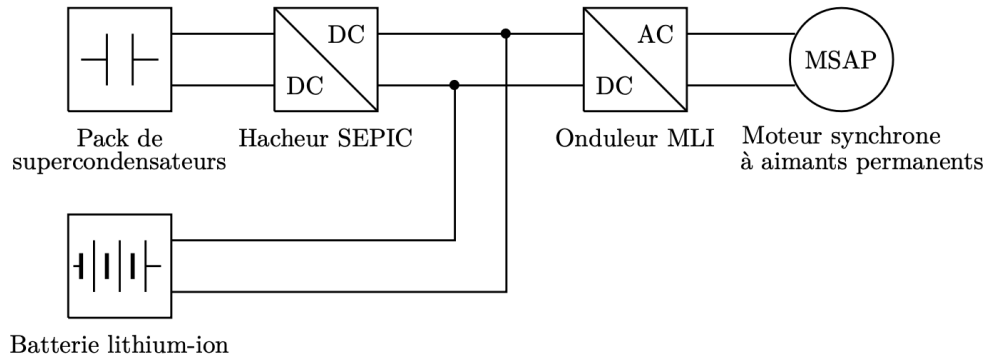 DC
DC
AC
DC
MSAP
Pack de
supercondensateurs
Hacheur SEPIC
Onduleur MLI
Moteur synchrone
à aimants permanents
Batterie lithium-ion